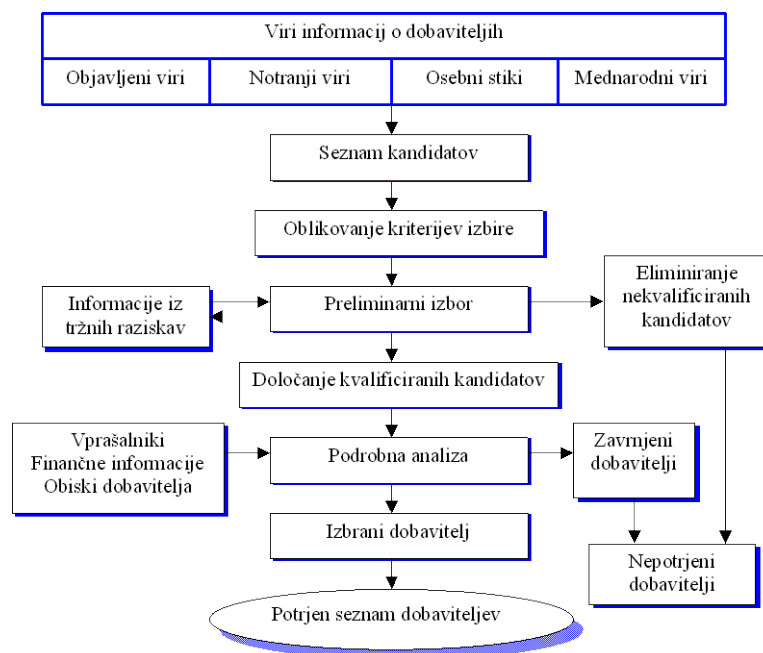 Viri informacij o dobaviteljih
Objavljeni viri
Notranji viri
Osebni stiki
Mednarodni viri
Seznam kandidatov
Oblikovanje kriterijev izbire
Informacije iz
tržnih raziskav
Preliminarni izbor
Eliminiranje
nekvalificiranih
kandidatov
Določanje kvalificiranih kandidatov
Vprašalniki
Finančne informacije
Obiski dobavitelja
Podrobna analiza
Zavrnjeni
dobavitelji
Izbrani dobavitelj
Nepotrjeni
dobavitelji
Potrjen seznam dobaviteljev